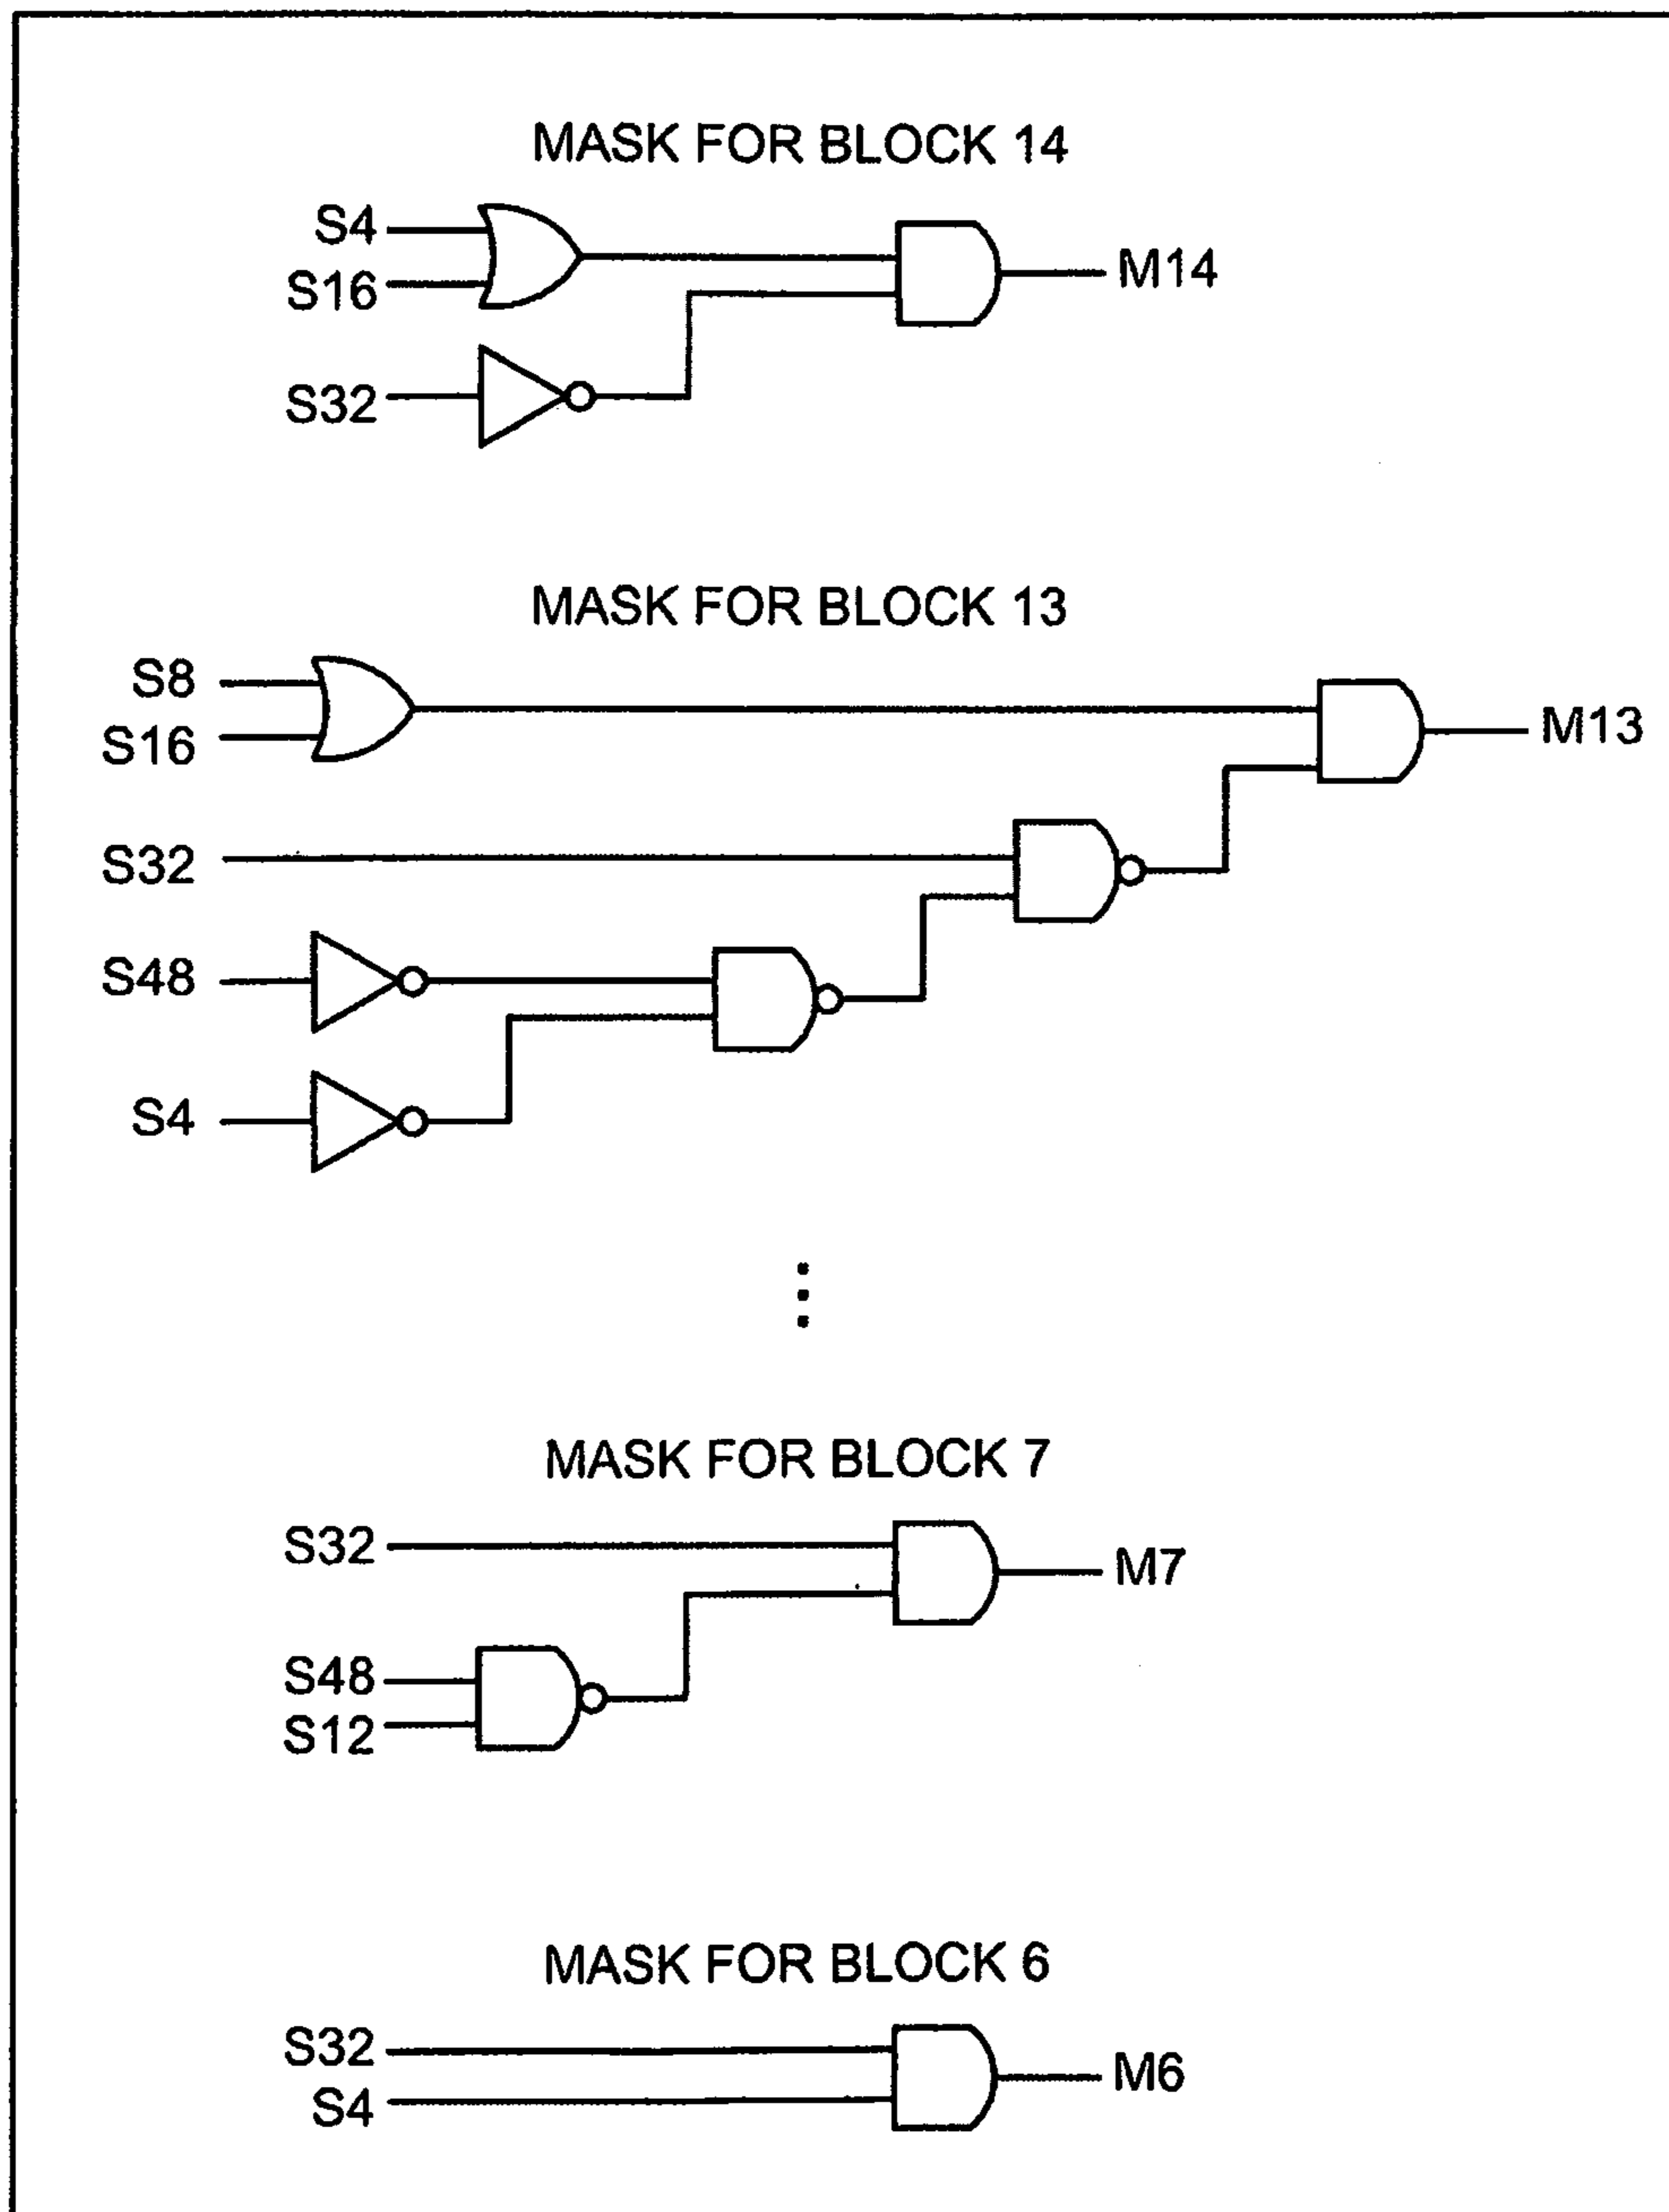 MASK FOR BLOCK 14
S4
S16
S32
M14
MASK FOR BLOCK 13
S8
S16
S32
S48
S4
M13
MASK FOR BLOCK 7
S32
S48
S12
M7
MASK FOR BLOCK 6
S32
S4
M6